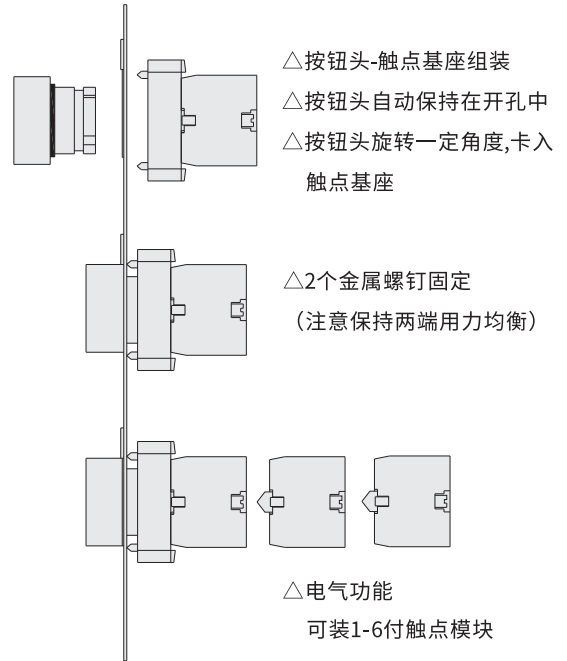 △按钮头-触点基座组装
△按钮头自动保持在开孔中
△按钮头旋转一定角度,卡入
触点基座
△2个金属螺钉固定
（注意保持两端用力均衡）
△电气功能
可装1-6付触点模块